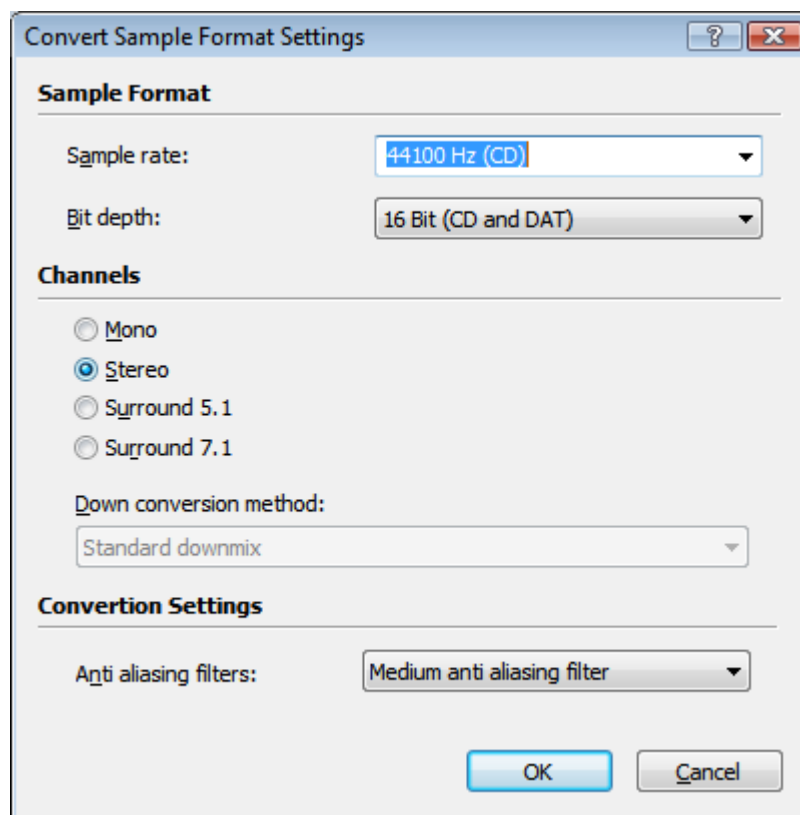 Convert Sample Format Settings
Sample Format
Sample rate: 44100 Hz (CD)
Bit depth: 16 Bit (CD and DAT)
Channels
Mono
Stereo
Surround 5.1
Surround 7.1
Down conversion method:
Standard downmix
Convertion Settings
Anti aliasing filters: Medium anti aliasing filter
OK Cancel